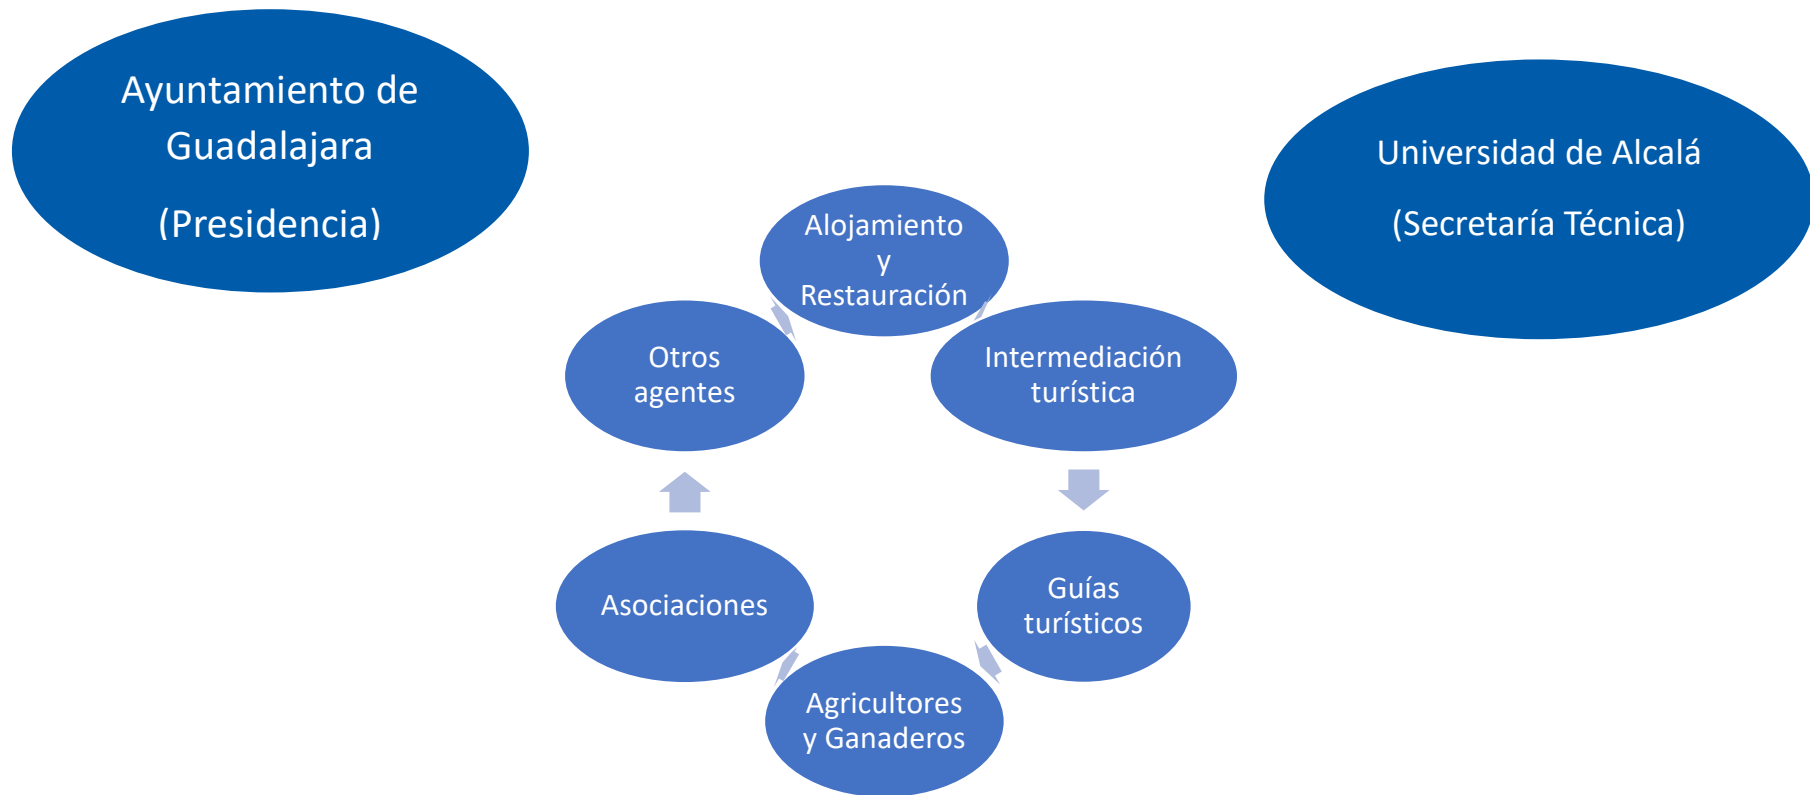 Ayuntamiento de
Guadalajara
(Presidencia)
Universidad de Alcalá
(Secretaría Técnica)
Alojamiento
y
Restauración
Otros
agentes
Intermediación
turística
Asociaciones
Guías
turísticos
Agricultores
y Ganaderos